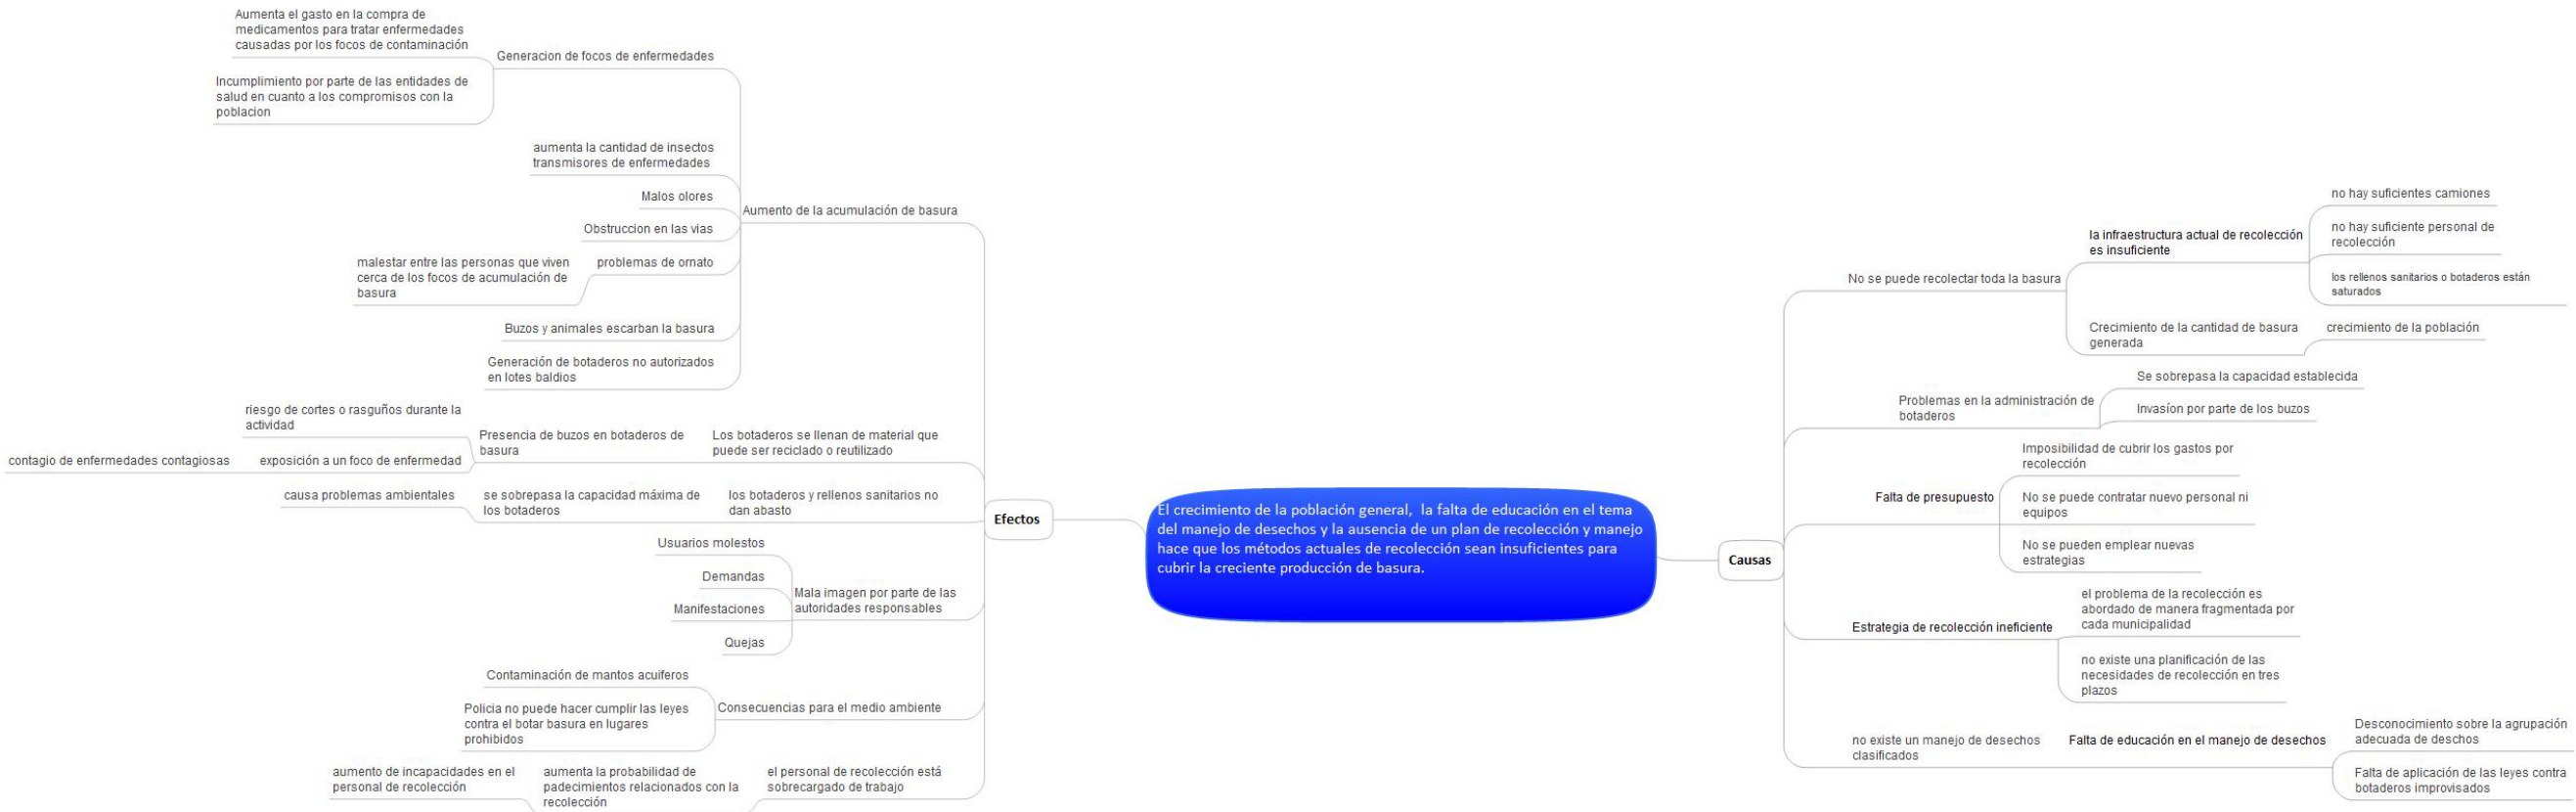 Aumenta el gasto en la compra de
medicamentos para tratar enfermedades
causadas por los focos de contaminación
Generacion de focos de enfermedades
Incumplimiento por parte de las entidades de
salud en cuanto a los compromisos con la
poblacion
aumenta la cantidad de insectos
transmisores de enfermedades
Malos olores
Aumento de la acumulación de basura
Obstruccion en las vias
malestar entre las personas que viven
cerca de los focos de acumulación de
basura
problemas de ornato
Buzos y animales escarban la basura
Generación de botaderos no autorizados
en lotes baldios
riesgo de cortes o rasguños durante la
actividad
Presencia de buzos en botaderos de
basura
Los botaderos se llenan de material que
puede ser reciclado o reutilizado
contagio de enfermedades contagiosas
exposición a un foco de enfermedad
causa problemas ambientales
se sobrepasa la capacidad máxima de
los botaderos
los botaderos y rellenos sanitarios no
dan abasto
Efectos
Usuarios molestos
Demandas
Manifestaciones
Quejas
Mala imagen por parte de las
autoridades responsables
Contaminación de mantos acuiferos
Policia no puede hacer cumplir las leyes
contra el botar basura en lugares
prohibidos
Consecuencias para el medio ambiente
aumento de incapacidades en el
personal de recolección
aumenta la probabilidad de
padecimientos relacionados con la
recolección
el personal de recolección está
sobrecargado de trabajo
El crecimiento de la población general,  la falta de educación en el tema
del manejo de desechos y la ausencia de un plan de recolección y manejo
hace que los métodos actuales de recolección sean insuficientes para
cubrir la creciente producción de basura.
Causas
No se puede recolectar toda la basura
la infraestructura actual de recolección
es insuficiente
no hay suficientes camiones
no hay suficiente personal de
recolección
los rellenos sanitarios o botaderos están
saturados
Crecimiento de la cantidad de basura
generada
crecimiento de la población
Problemas en la administración de
botaderos
Se sobrepasa la capacidad establecida
Invasíon por parte de los buzos
Falta de presupuesto
Imposibilidad de cubrir los gastos por
recolección
No se puede contratar nuevo personal ni
equipos
No se pueden emplear nuevas
estrategias
Estrategia de recolección ineficiente
el problema de la recolección es
abordado de manera fragmentada por
cada municipalidad
no existe una planificación de las
necesidades de recolección en tres
plazos
no existe un manejo de desechos
clasificados
Falta de educación en el manejo de desechos
Desconocimiento sobre la agrupación
adecuada de deschos
Falta de aplicación de las leyes contra
botaderos improvisados